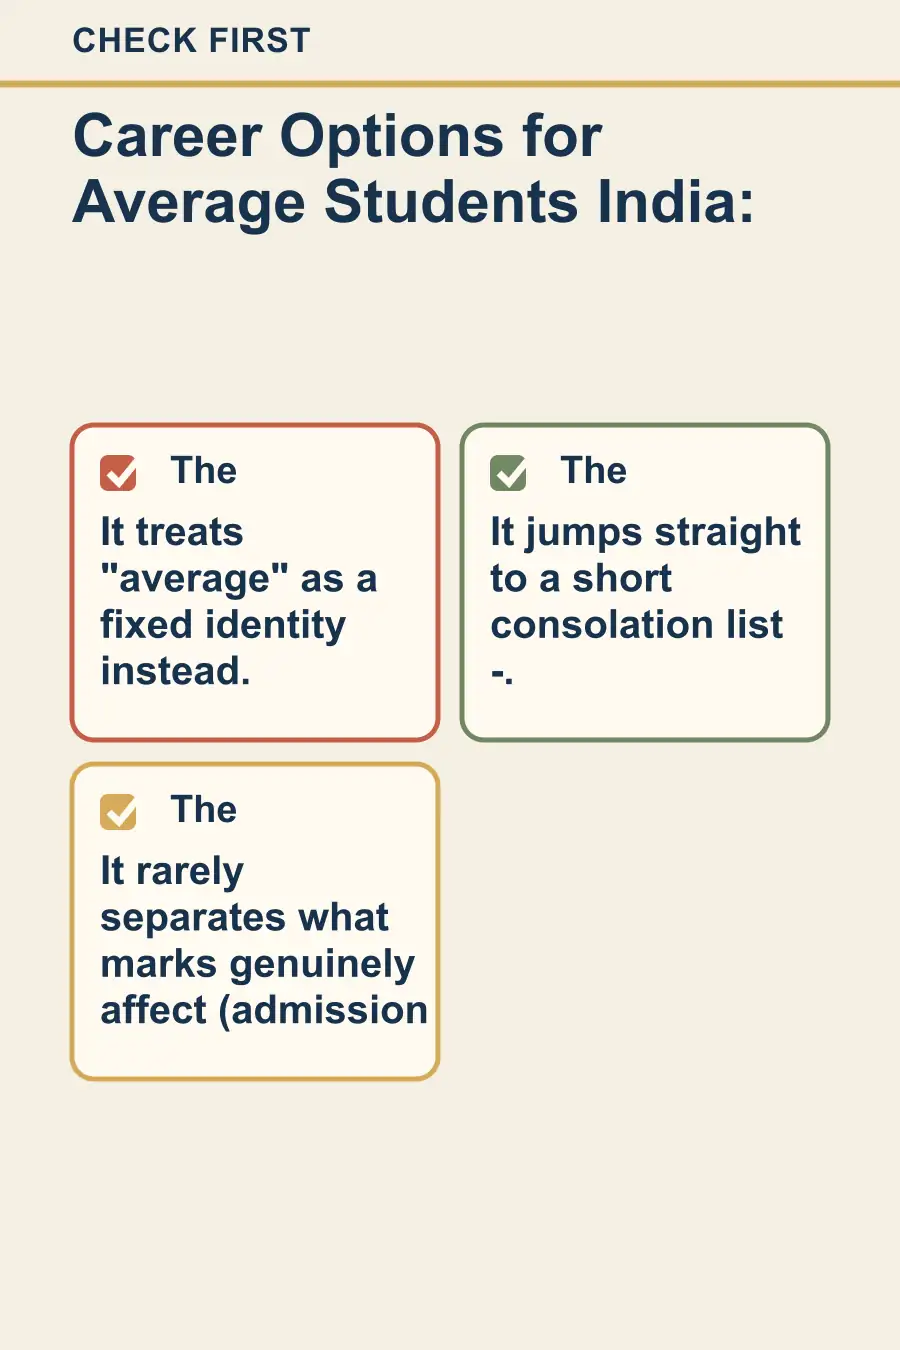 CHECK FIRST
Career Options for
Average Students India:
The
It treats
"average" as a
fixed identity
instead.
The
It jumps straight
to a short
consolation list
-.
The
It rarely
separates what
marks genuinely
affect (admission